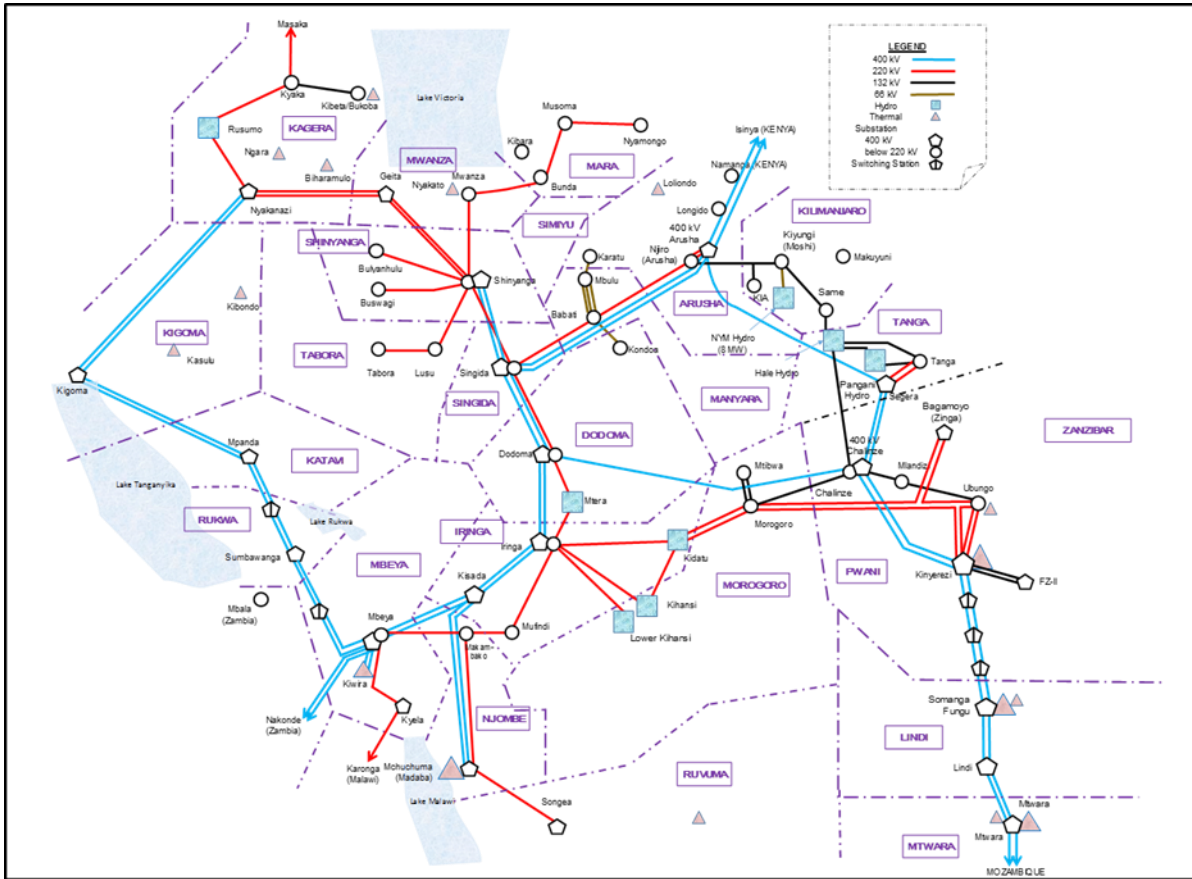 Masaka
Kyaka
Kibeta/Bukoba
Lake Victoria
Rusumo
KAGERA
Ngara
Biharamulo
MWANZA
Nyakato
Mwanza
Geita
Nyakanazi
Musoma
Kibara
Nyamongo
MARA
Bunda
SIMIYU
Isinya (KENYA)
Namanga (KENYA)
Loliondo
Longido
400 kV
Arusha
Njiro
(Arusha)
KILIMANJARO
Kiyungi
(Moshi)
Makuyuni
LEGEND
400 kV
220 kV
132 kV
66 kV
Hydro
Thermal
Substation
400 kV
below 220 kV
Switching Station
SHINYANGA
Bulyanhulu
Buswagi
Shinyanga
Karatu
Mbulu
Babati
Kondoa
ARUSHA
KIA
Same
NYM Hydro
(8 MW)
TANGA
Hale Hydro
Tanga
Pangani
Hydro
Segera
Kibondo
KIGOMA
Kasulu
Kigoma
TABORA
Tabora
Lusu
Singida
SINGIDA
MANYARA
Bagamoyo
(Zinga)
ZANZIBAR
DODOMA
Dodoma
Mpanda
KATAVI
Lake Tanganyika
RUKWA
Lake Rukwa
400 kV
Chalinze
Mtibwa
Chalinze
Mlandizi
Ubungo
Mtera
Morogoro
IRINGA
Iringa
Kidatu
Sumbawanga
MBEYA
Kisada
MOROGORO
PWANI
Kinyerezi
FZ-II
Mbala
(Zambia)
Mbeya
Mufindi
Makam-
bako
Kihansi
Lower Kihansi
Kiwira
Nakonde
(Zambia)
Kyela
NJOMBE
Karonga
(Malawi)
Mchuchuma
(Madaba)
Lake Malawi
Songea
RUVUMA
Somanga
Fungu
LINDI
Lindi
Mtwara
Mtwara
MTWARA
MOZAMBIQUE